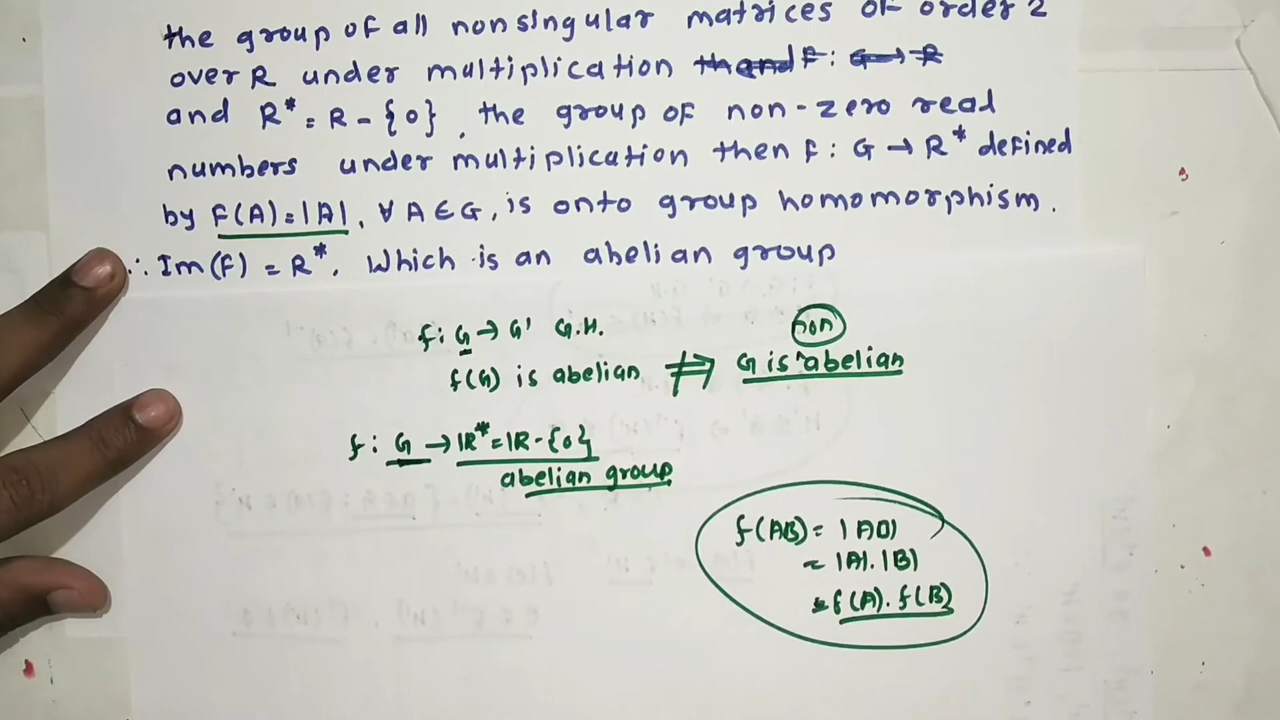 the group of all nonsingular matrices of order 2
over R under multiplication
and R* = R - {0}, the group of non-zero real
numbers under multiplication then f: G → R* defined
by f(A) = |A|, ∀ A ∈ G, is onto group homomorphism.
∴ Im(f) = R*. Which is an abelian group
f: G → G' G.H.
non
f(G) is abelian ⇏ G is ^abelian
f: G → ℝ* = ℝ - {0}
abelian group
f(AB) = |AB|
= |A|.|B|
= f(A). f(B)